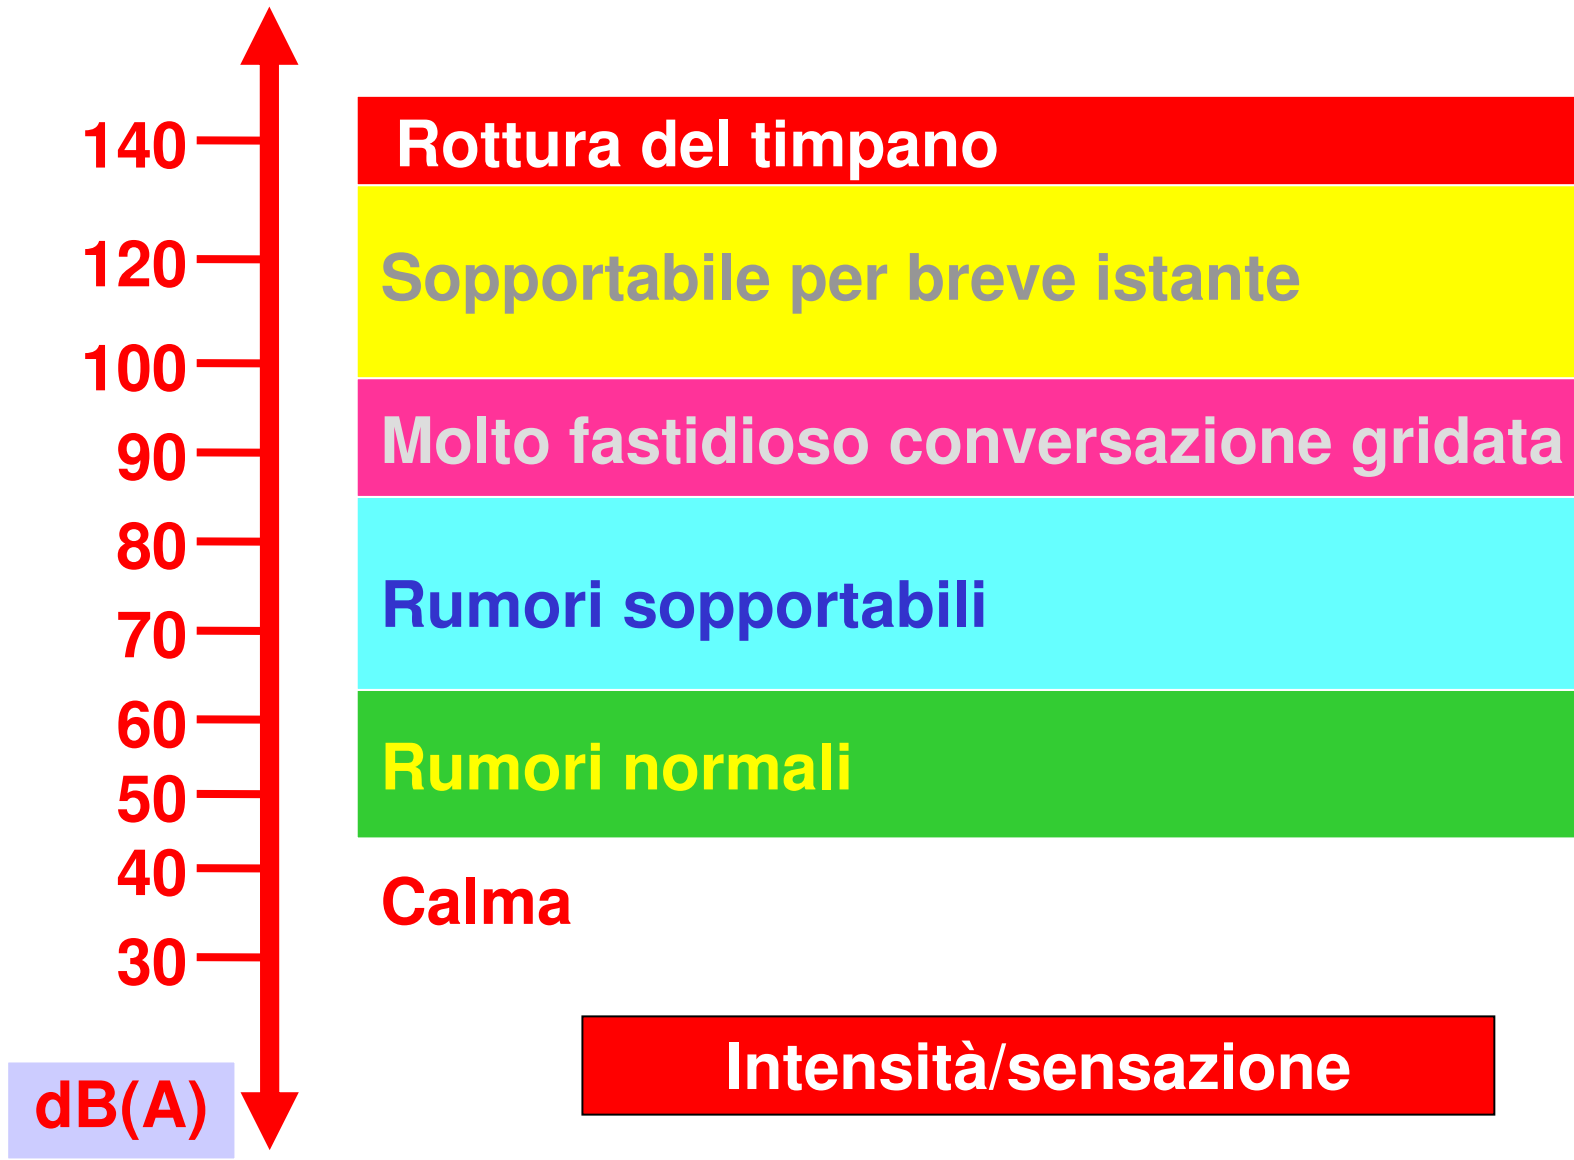 140
Rottura del timpano
120
Sopportabile per breve istante
100
90
Molto fastidioso conversazione gridata
80
70
Rumori sopportabili
60
50
Rumori normali
40
Calma
30
Intensità/sensazione
dB(A)